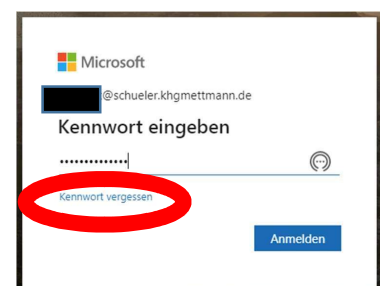 Microsoft
@schueler.khgmettmann.de
Kennwort eingeben
••••••••••••••
Kennwort vergessen
Anmelden